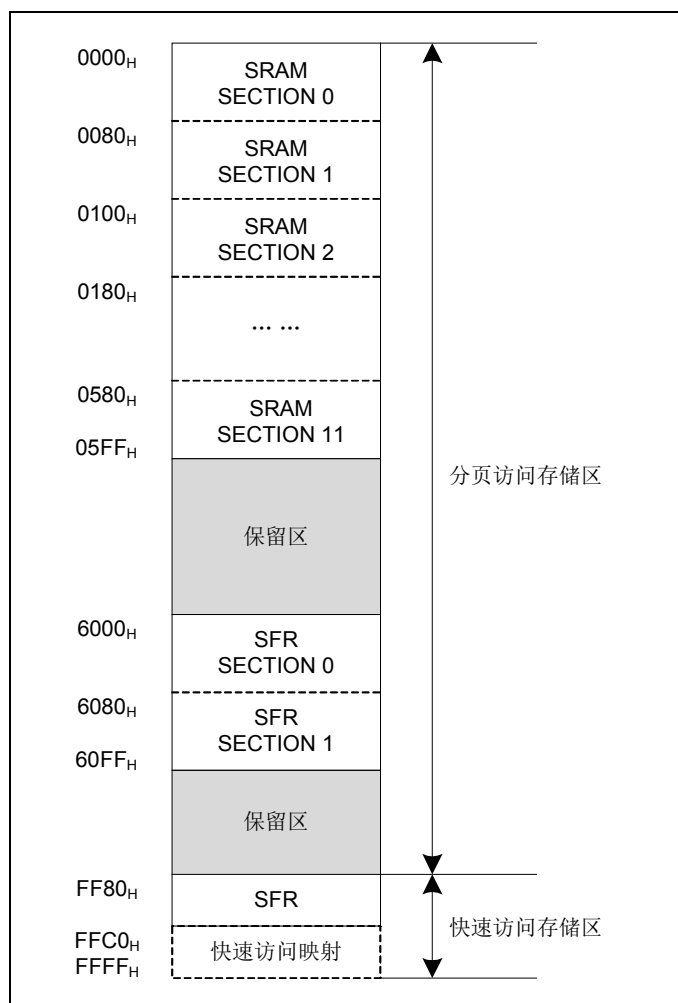 0000H
SRAM
SECTION 0
0080H
SRAM
SECTION 1
0100H
SRAM
SECTION 2
0180H
... ...
0580H
SRAM
SECTION 11
05FFH
分页访问存储区
保留区
6000H
SFR
SECTION 0
6080H
SFR
SECTION 1
60FFH
保留区
FF80H
SFR
快速访问存储区
FFC0H
快速访问映射
FFFFH